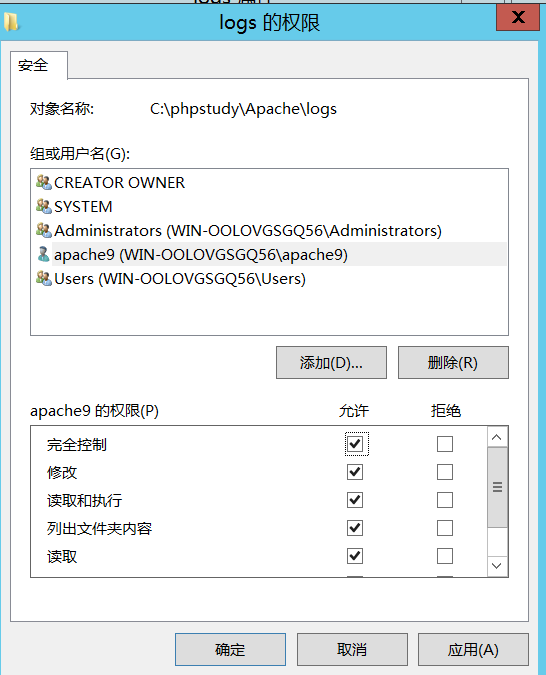 logs 的权限
安全
对象名称: C:\phpstudy\Apache\logs
组或用户名(G):
CREATOR OWNER
SYSTEM
Administrators (WIN-OOLOVGSGQ56\Administrators)
apache9 (WIN-OOLOVGSGQ56\apache9)
Users (WIN-OOLOVGSGQ56\Users)
添加(D)... 删除(R)
apache9 的权限(P) 允许 拒绝
完全控制
修改
读取和执行
列出文件夹内容
读取
确定 取消 应用(A)